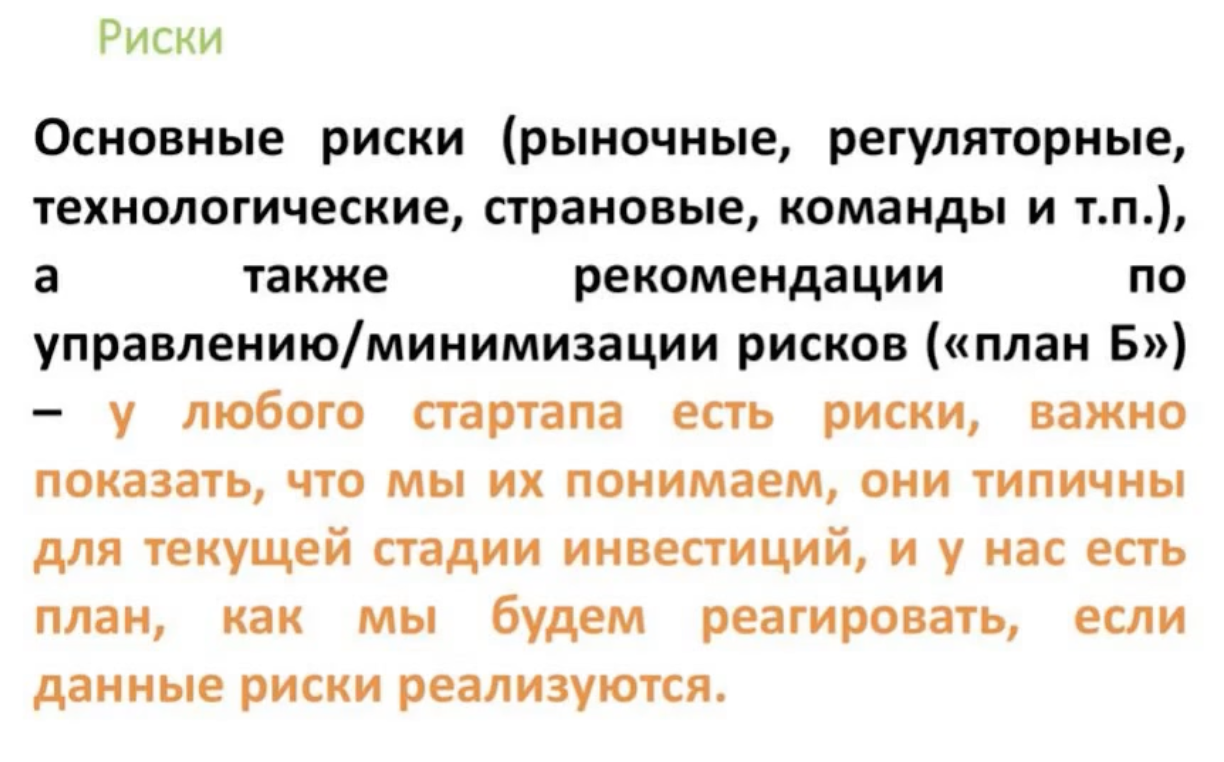 Риски
Основные риски (рыночные, регуляторные,
технологические, страновые, команды и т.п.),
а также рекомендации по
управлению/минимизации рисков («план Б»)
– у любого стартапа есть риски, важно
показать, что мы их понимаем, они типичны
для текущей стадии инвестиций, и у нас есть
план, как мы будем реагировать, если
данные риски реализуются.